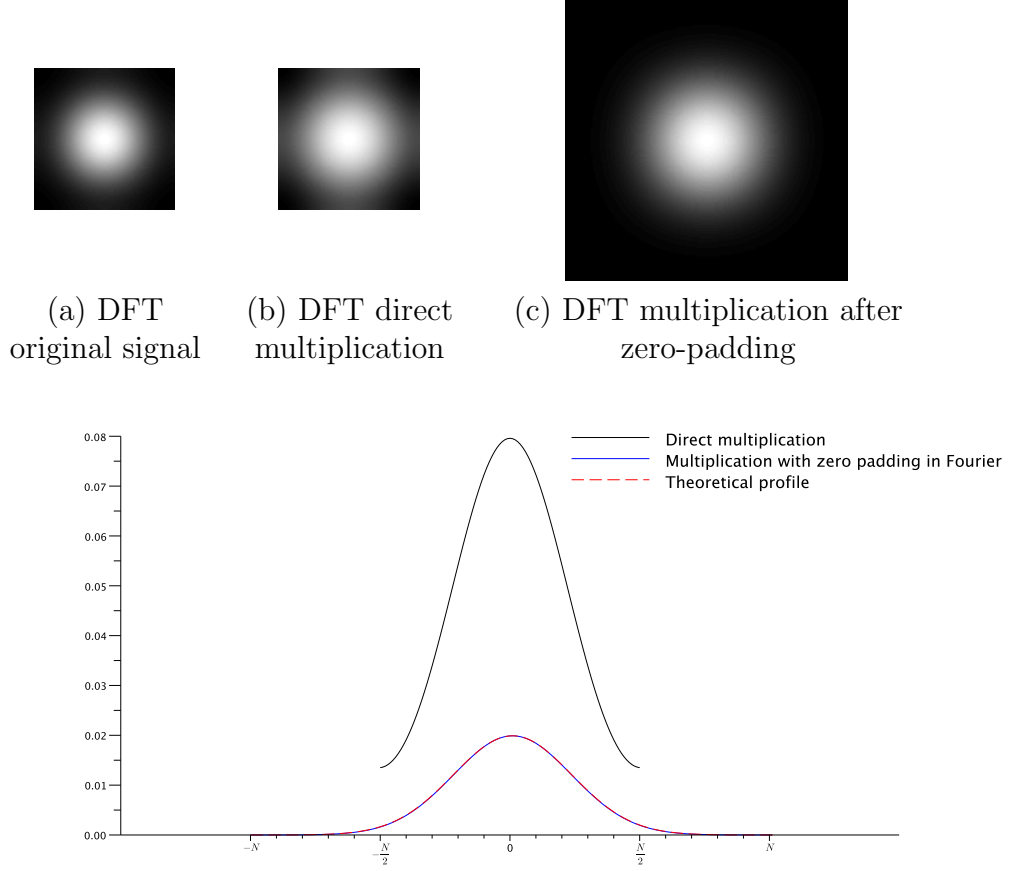 (a) DFT
original signal
(b) DFT direct
multiplication
(c) DFT multiplication after
zero-padding
Direct multiplication
Multiplication with zero padding in Fourier
Theoretical profile
0.08
0.07
0.06
0.05
0.04
0.03
0.02
0.01
0.00
−N
−N/2
0
N/2
N